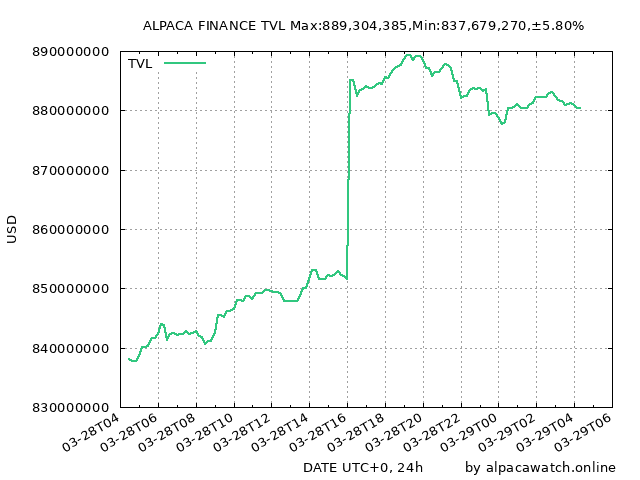 ALPACA FINANCE TVL Max:889,304,385,Min:837,679,270,±5.80%
TVL
890000000
880000000
870000000
860000000
850000000
840000000
830000000
USD
03-28T04
03-28T06
03-28T08
03-28T10
03-28T12
03-28T14
03-28T16
03-28T18
03-28T20
03-28T22
03-29T00
03-29T02
03-29T04
03-29T06
DATE UTC+0, 24h
by alpacawatch.online